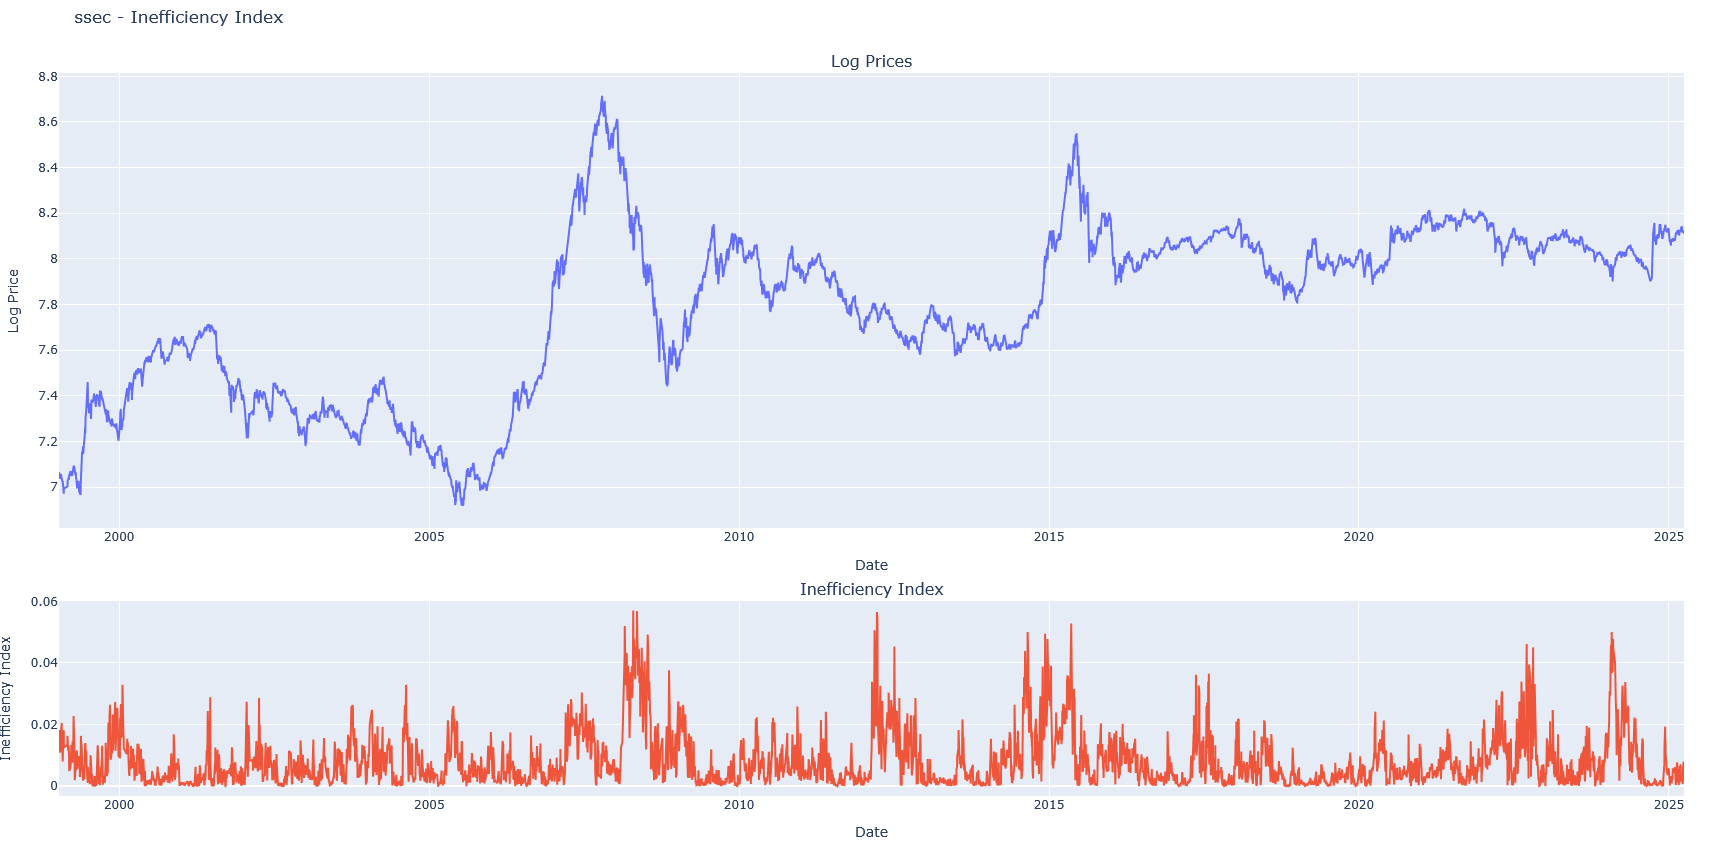 ssec - Inefficiency Index
Log Prices
8.8
8.6
8.4
8.2
8
7.8
7.6
7.4
7.2
7
Log Price
2000 2005 2010 2015 2020 2025
Date
Inefficiency Index
0.06
0.04
0.02
0
Inefficiency Index
2000 2005 2010 2015 2020 2025
Date